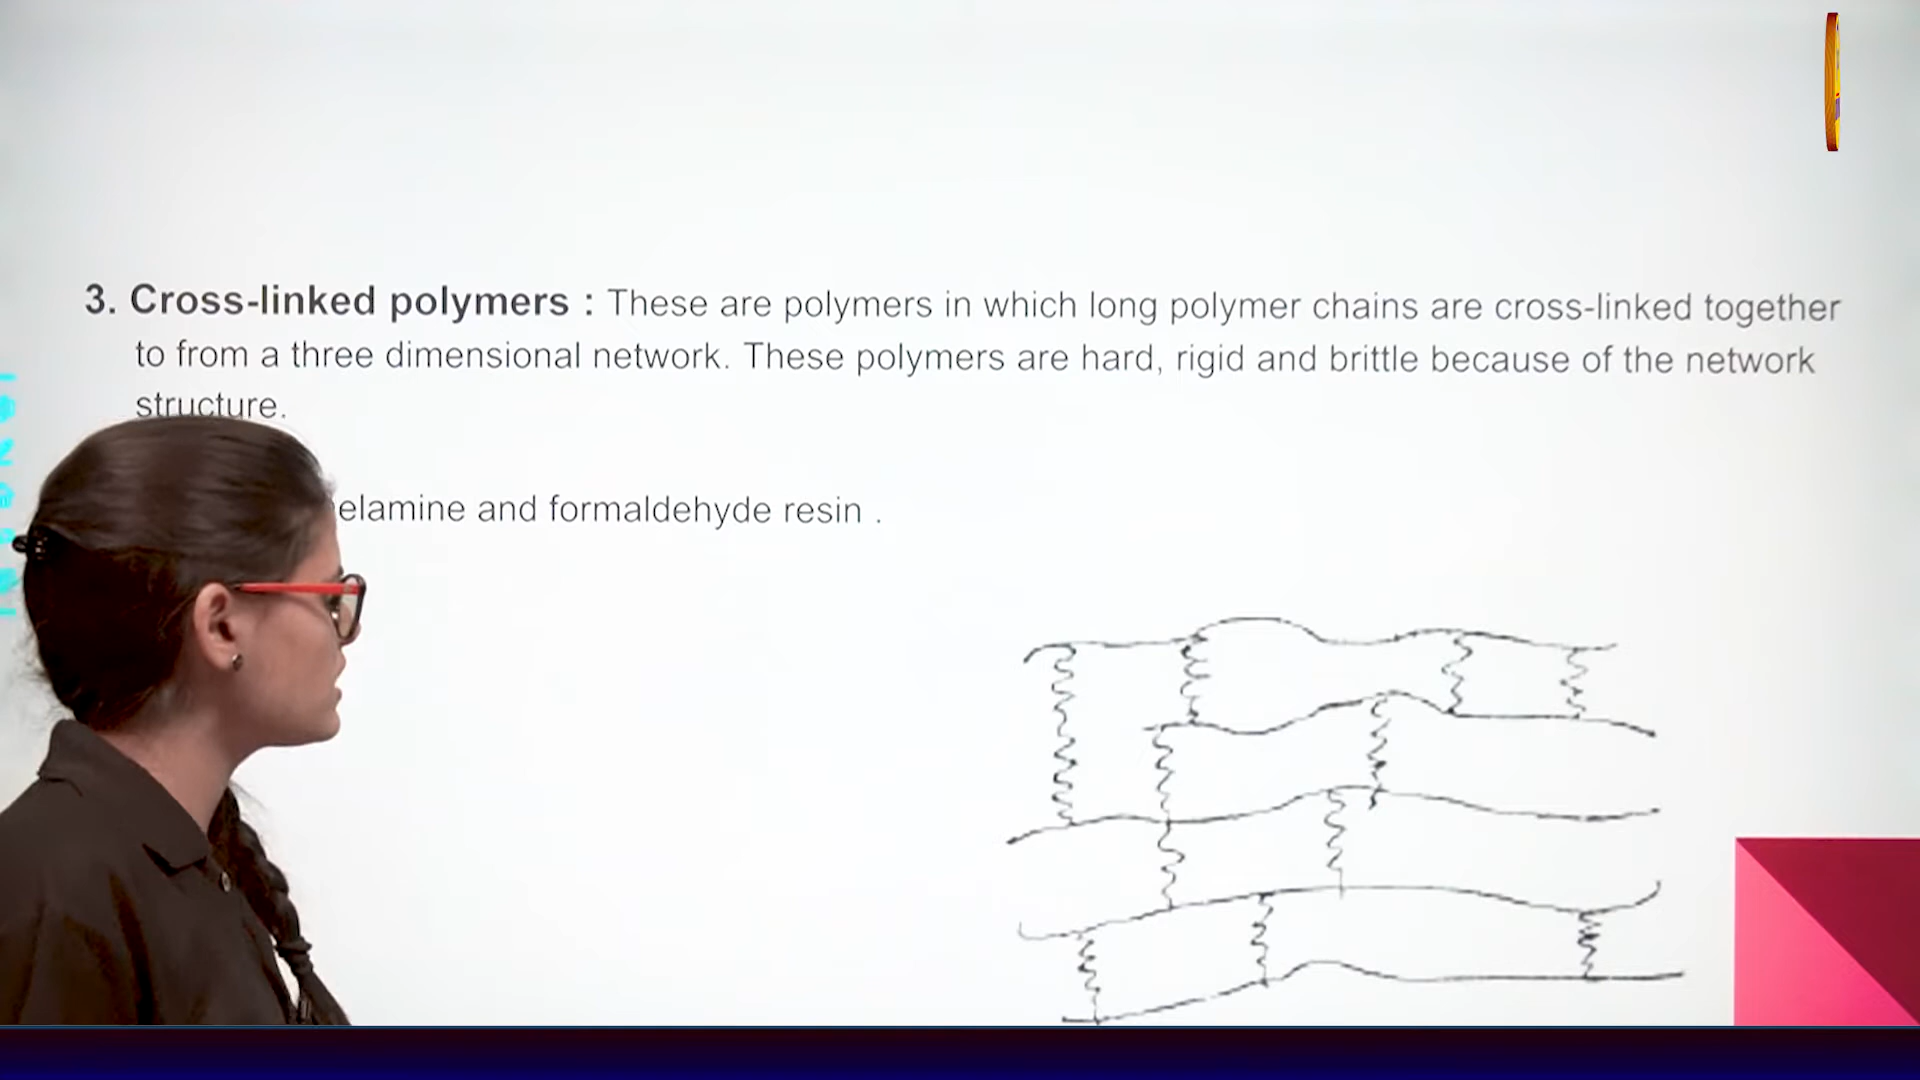 3. Cross-linked polymers : These are polymers in which long polymer chains are cross-linked together
to from a three dimensional network. These polymers are hard, rigid and brittle because of the network
structure.
elamine and formaldehyde resin .